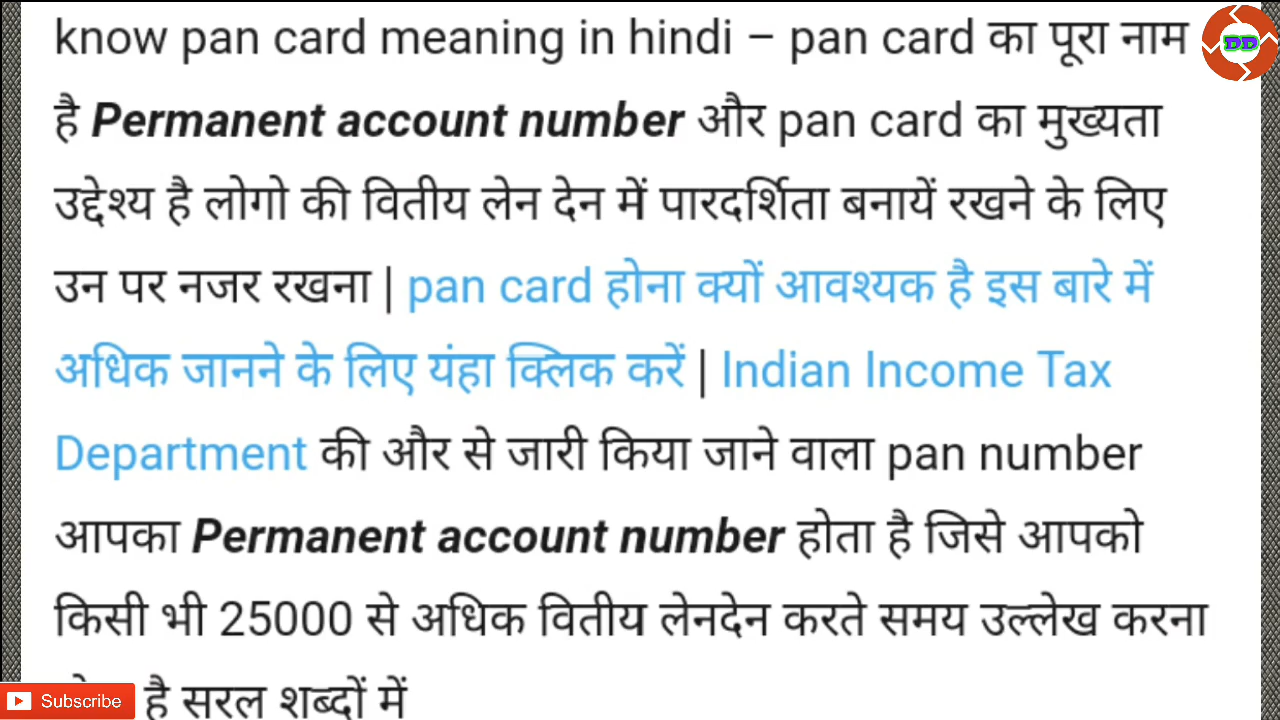 know pan card meaning in hindi – pan card का पूरा नाम
है Permanent account number और pan card का मुख्यता
उद्देश्य है लोगो की वितीय लेन देन में पारदर्शिता बनायें रखने के लिए
उन पर नजर रखना | pan card होना क्यों आवश्यक है इस बारे में
अधिक जानने के लिए यंहा क्लिक करें | Indian Income Tax
Department की और से जारी किया जाने वाला pan number
आपका Permanent account number होता है जिसे आपको
किसी भी 25000 से अधिक वितीय लेनदेन करते समय उल्लेख करना
है सरल शब्दों में
Subscribe
DD